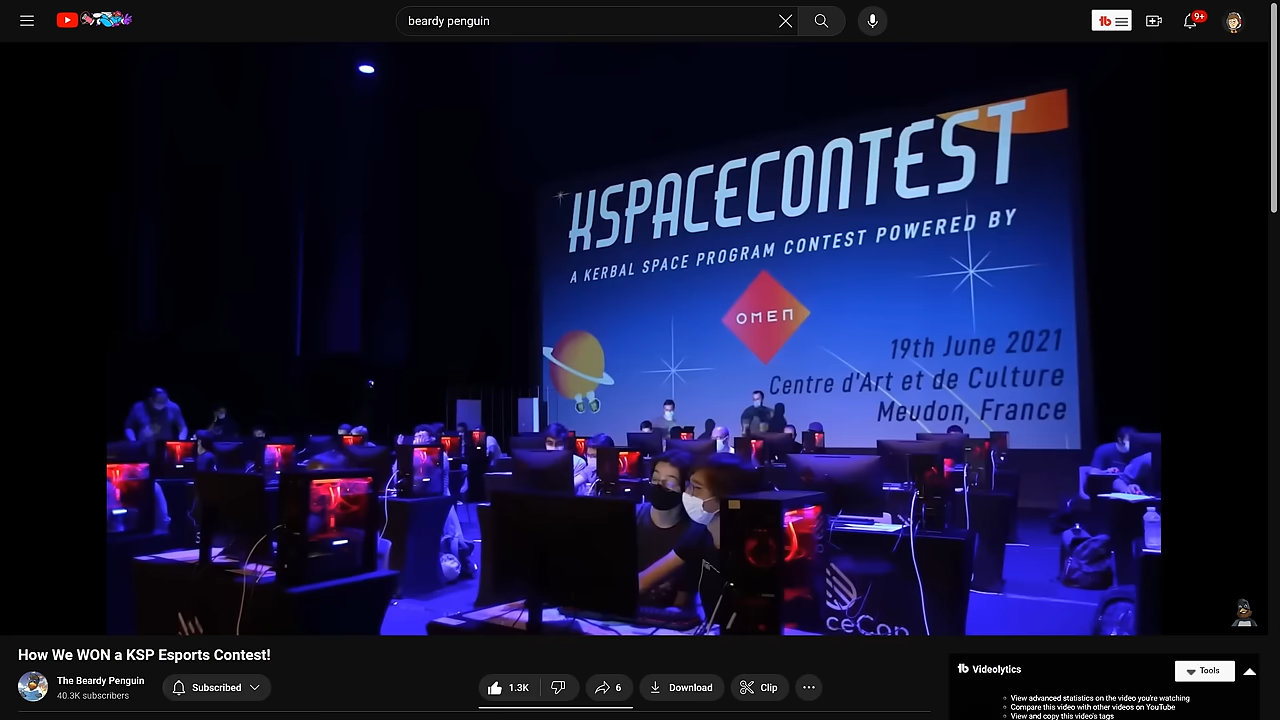 beardy penguin
9+
KSPACECONTEST
A KERBAL SPACE PROGRAM CONTEST POWERED BY
OMEN
19th June 2021
Centre d'Art et de Culture
Meudon, France
ceCon
How We WON a KSP Esports Contest!
The Beardy Penguin
40.3K subscribers
Subscribed
1.3K
6
Download
Clip
tb Videolytics
Tools
View advanced statistics on the video you're watching
Compare this video with other videos on YouTube
View and copy this video's tags